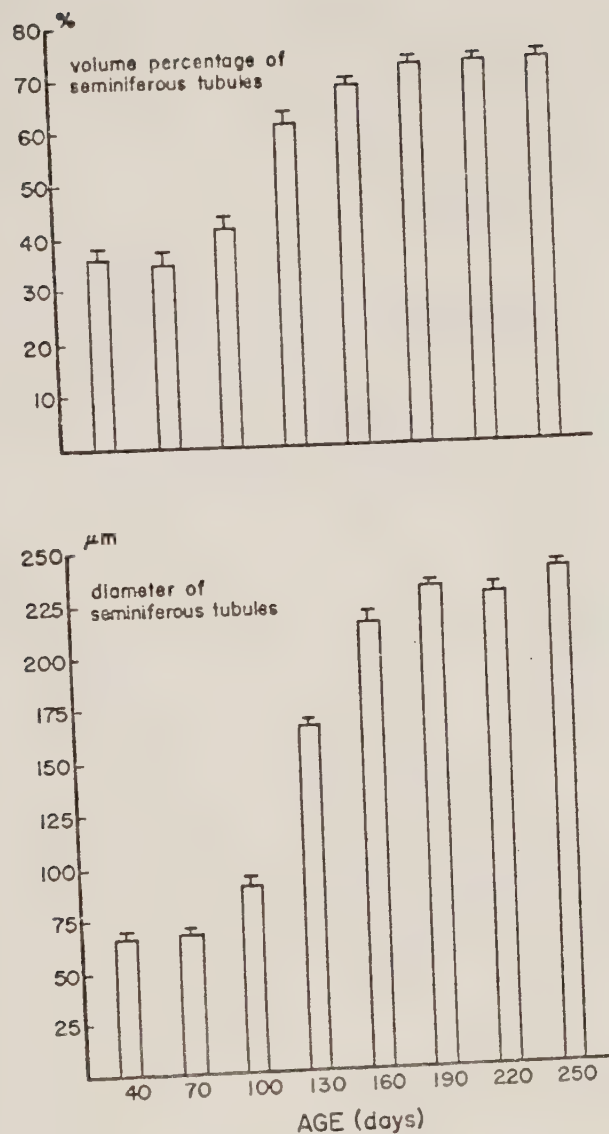 %
80
volume percentage of
seminiferous tubules
70
60
50
40
30
20
10
μm
250
diameter of
seminiferous tubules
225
200
175
150
125
100
75
50
25
40 70 100 130 160 190 220 250
AGE (days)